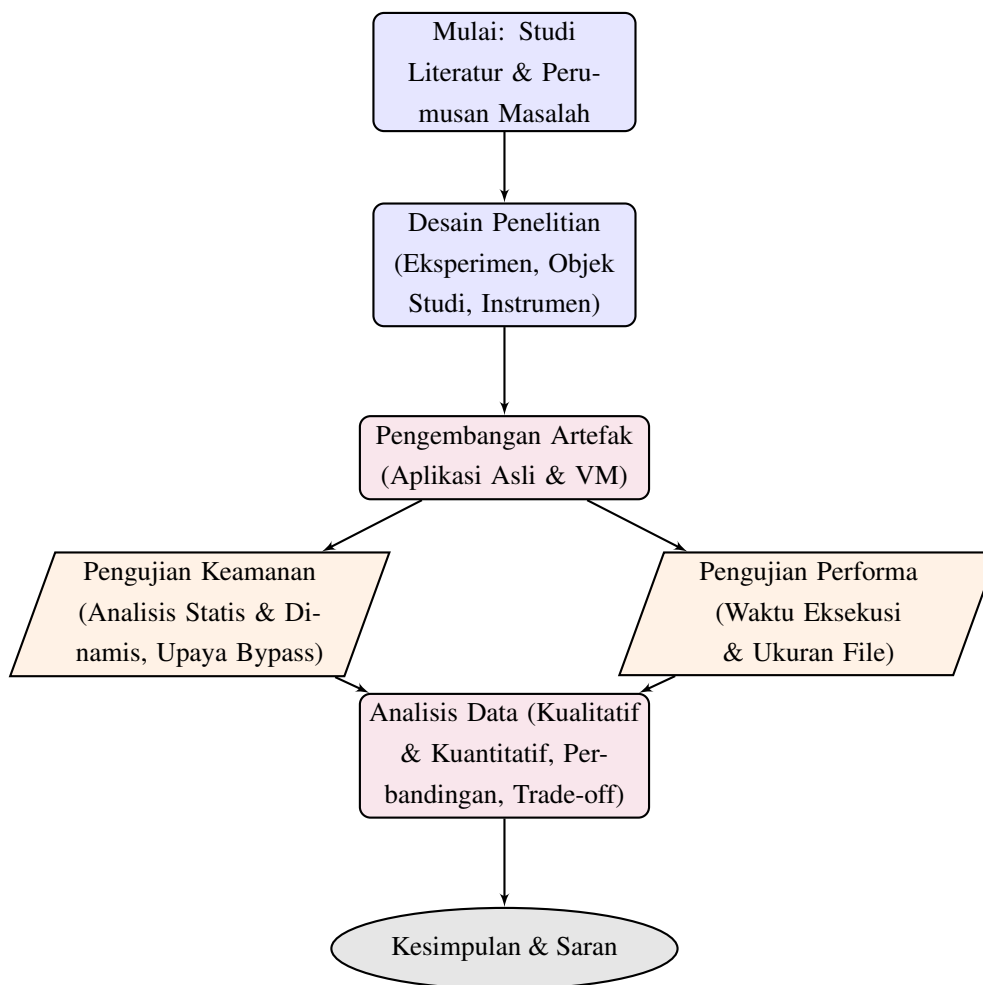 Mulai: Studi
Literatur & Peru-
musan Masalah
Desain Penelitian
(Eksperimen, Objek
Studi, Instrumen)
Pengembangan Artefak
(Aplikasi Asli & VM)
Pengujian Keamanan
(Analisis Statis & Di-
namis, Upaya Bypass)
Pengujian Performa
(Waktu Eksekusi
& Ukuran File)
Analisis Data (Kualitatif
& Kuantitatif, Per-
bandingan, Trade-off)
Kesimpulan & Saran